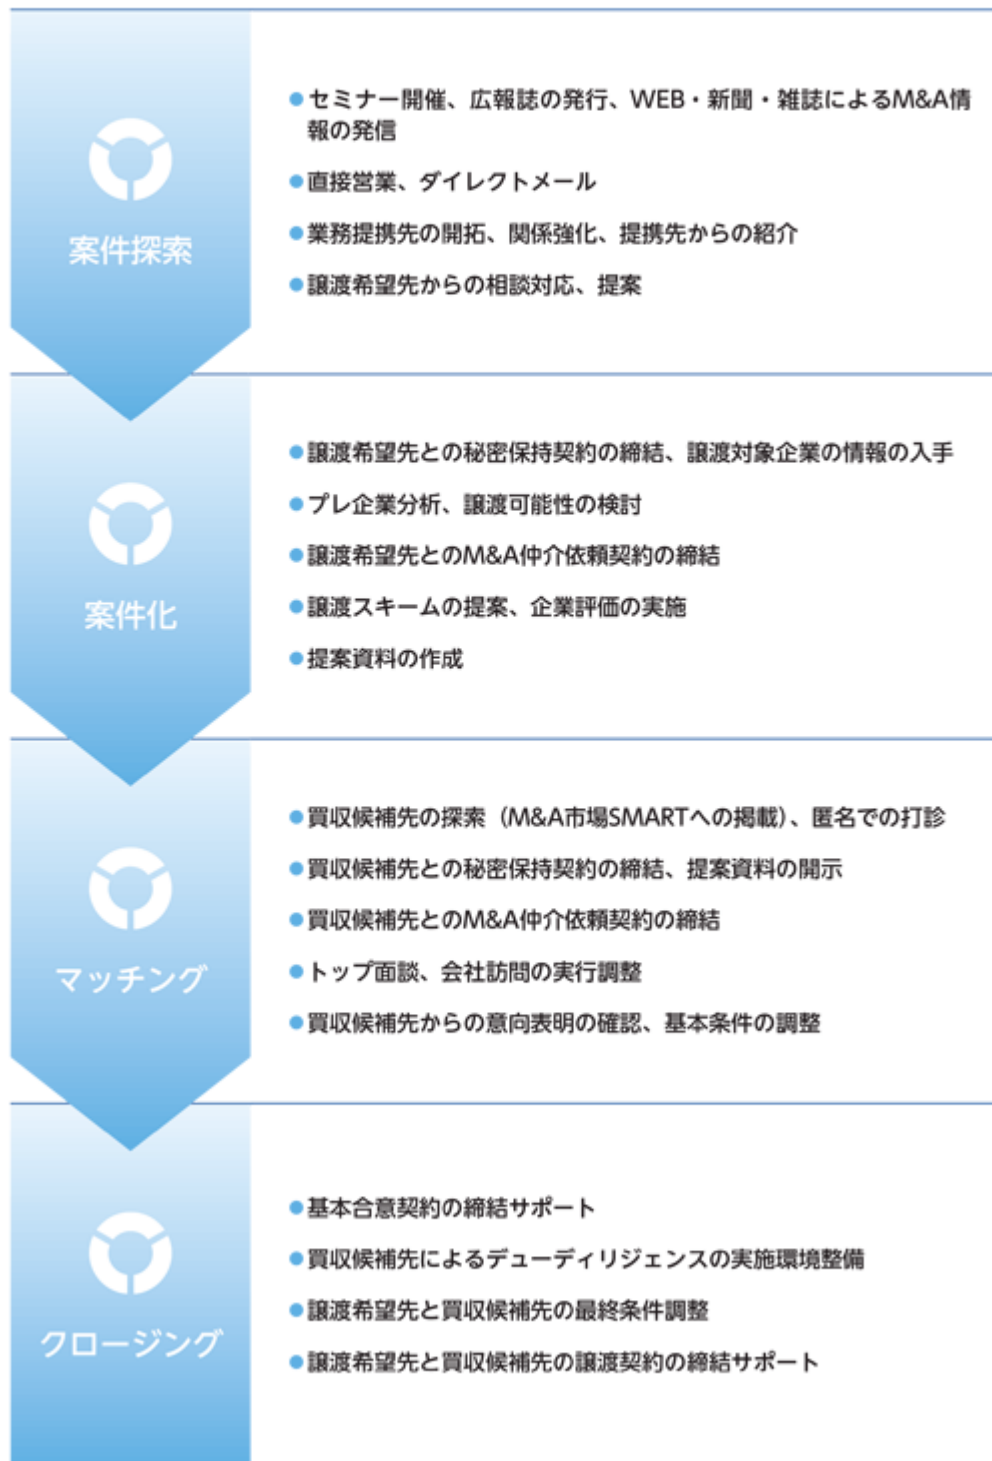 案件探索
● セミナー開催、広報誌の発行、WEB・新聞・雑誌によるM&A情
報の発信
● 直接営業、ダイレクトメール
● 業務提携先の開拓、関係強化、提携先からの紹介
● 譲渡希望先からの相談対応、提案
案件化
● 譲渡希望先との秘密保持契約の締結、譲渡対象企業の情報の入手
● プレ企業分析、譲渡可能性の検討
● 譲渡希望先とのM&A仲介依頼契約の締結
● 譲渡スキームの提案、企業評価の実施
● 提案資料の作成
マッチング
● 買収候補先の探索（M&A市場SMARTへの掲載）、匿名での打診
● 買収候補先との秘密保持契約の締結、提案資料の開示
● 買収候補先とのM&A仲介依頼契約の締結
● トップ面談、会社訪問の実行調整
● 買収候補先からの意向表明の確認、基本条件の調整
クロージング
● 基本合意契約の締結サポート
● 買収候補先によるデューディリジェンスの実施環境整備
● 譲渡希望先と買収候補先の最終条件調整
● 譲渡希望先と買収候補先の譲渡契約の締結サポート